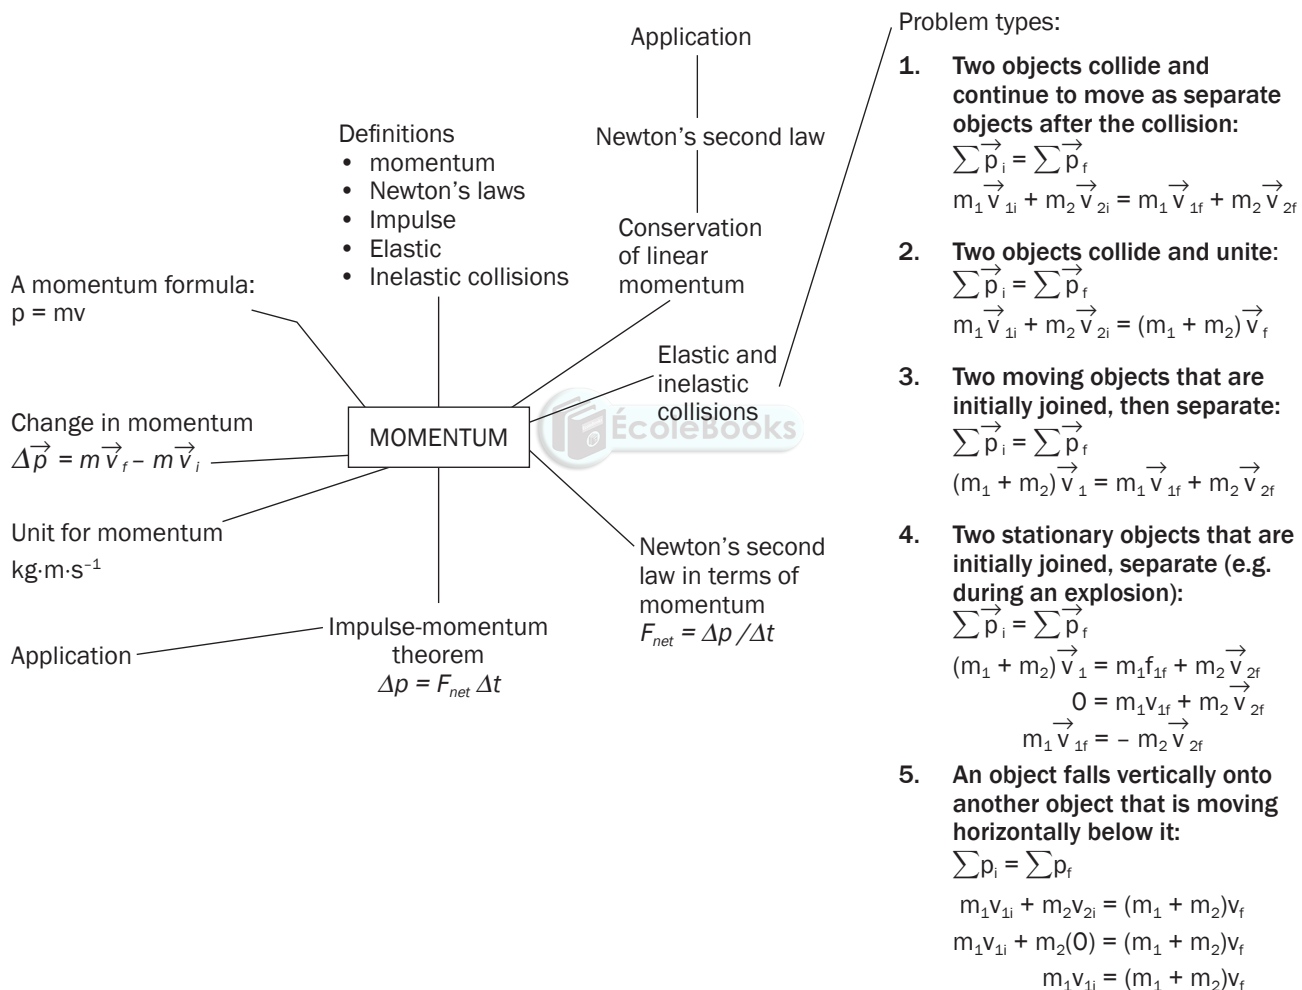 Problem types:
Application
Newton's second law
Conservation
of linear
momentum
Definitions
• momentum
• Newton's laws
• Impulse
• Elastic
• Inelastic collisions
A momentum formula:
p = mv
Elastic and
inelastic
collisions
ÉcoleBooks
MOMENTUM
Change in momentum
Δp⃗ = mv⃗f – mv⃗i
Unit for momentum
kg·m·s⁻¹
Newton's second
law in terms of
momentum
Fnet = Δp/Δt
Application
Impulse-momentum
theorem
Δp = Fnet Δt
1. Two objects collide and
continue to move as separate
objects after the collision:
∑p⃗i = ∑p⃗f
m₁v⃗1i + m₂v⃗2i = m₁v⃗1f + m₂v⃗2f
2. Two objects collide and unite:
∑p⃗i = ∑p⃗f
m₁v⃗1i + m₂v⃗2i = (m₁ + m₂)v⃗f
3. Two moving objects that are
initially joined, then separate:
∑p⃗i = ∑p⃗f
(m₁ + m₂)v⃗₁ = m₁v⃗1f + m₂v⃗2f
4. Two stationary objects that are
initially joined, separate (e.g.
during an explosion):
∑p⃗i = ∑p⃗f
(m₁ + m₂)v⃗₁ = m₁f1f + m₂v⃗2f
0 = m₁v1f + m₂v⃗2f
m₁v⃗1f = – m₂v⃗2f
5. An object falls vertically onto
another object that is moving
horizontally below it:
∑pi = ∑pf
m₁v1i + m₂v2i = (m₁ + m₂)vf
m₁v1i + m₂(0) = (m₁ + m₂)vf
m₁v1i = (m₁ + m₂)vf